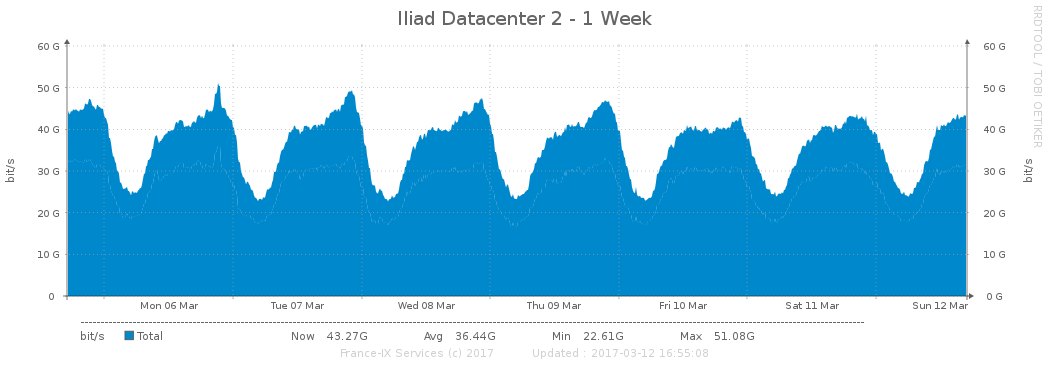 Iliad Datacenter 2 - 1 Week
RRDTOOL / TOBI OETIKER
60 G 60 G
50 G 50 G
40 G 40 G
30 G 30 G
20 G 20 G
10 G 10 G
0 0 G
bit/s bit/s
Mon 06 Mar Tue 07 Mar Wed 08 Mar Thu 09 Mar Fri 10 Mar Sat 11 Mar Sun 12 Mar
bit/s Total Now 43.27G Avg 36.44G Min 22.61G Max 51.08G
France-IX Services (c) 2017 Updated : 2017-03-12 16:55:08